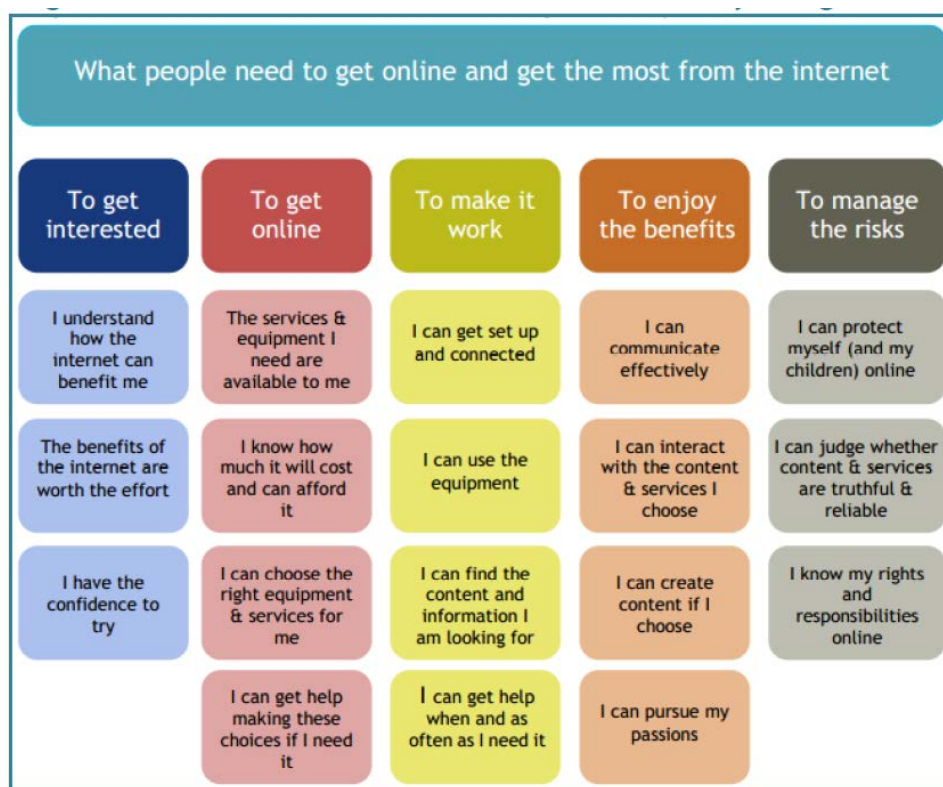 What people need to get online and get the most from the internet
To get
interested
I understand
how the
internet can
benefit me
The benefits of
the internet are
worth the effort
I have the
confidence to
try
To get
online
The services &
equipment I
need are
available to me
I know how
much it will cost
and can afford
it
I can choose the
right equipment
& services for
me
I can get help
making these
choices if I need
it
To make it
work
I can get set up
and connected
I can use the
equipment
I can find the
content and
information I
am looking for
I can get help
when and as
often as I need it
To enjoy
the benefits
I can
communicate
effectively
I can interact
with the content
& services I
choose
I can create
content if I
choose
I can pursue my
passions
To manage
the risks
I can protect
myself (and my
children) online
I can judge whether
content & services
are truthful &
reliable
I know my rights
and
responsibilities
online